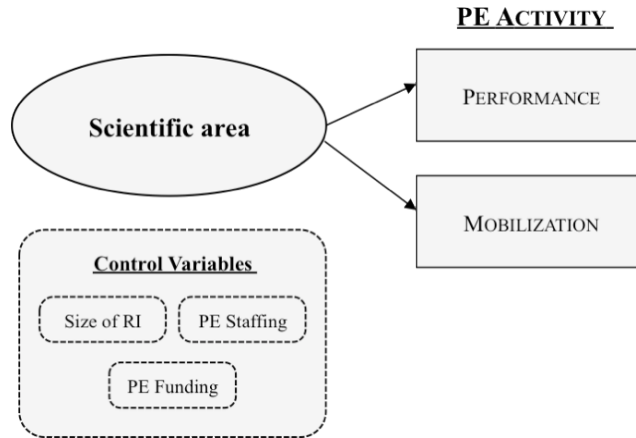 PE ACTIVITY
PERFORMANCE
Scientific area
MOBILIZATION
Control Variables
Size of RI
PE Staffing
PE Funding